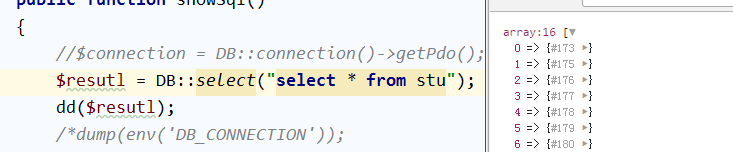 public function showSql()
{
//$connection = DB::connection()->getPdo();
$resutl = DB::select("select * from stu");
dd($resutl);
/*dump(env('DB_CONNECTION'));
array:16 [▼
0 => {#173 ▶}
1 => {#175 ▶}
2 => {#176 ▶}
3 => {#177 ▶}
4 => {#178 ▶}
5 => {#179 ▶}
6 => {#180 ▶}